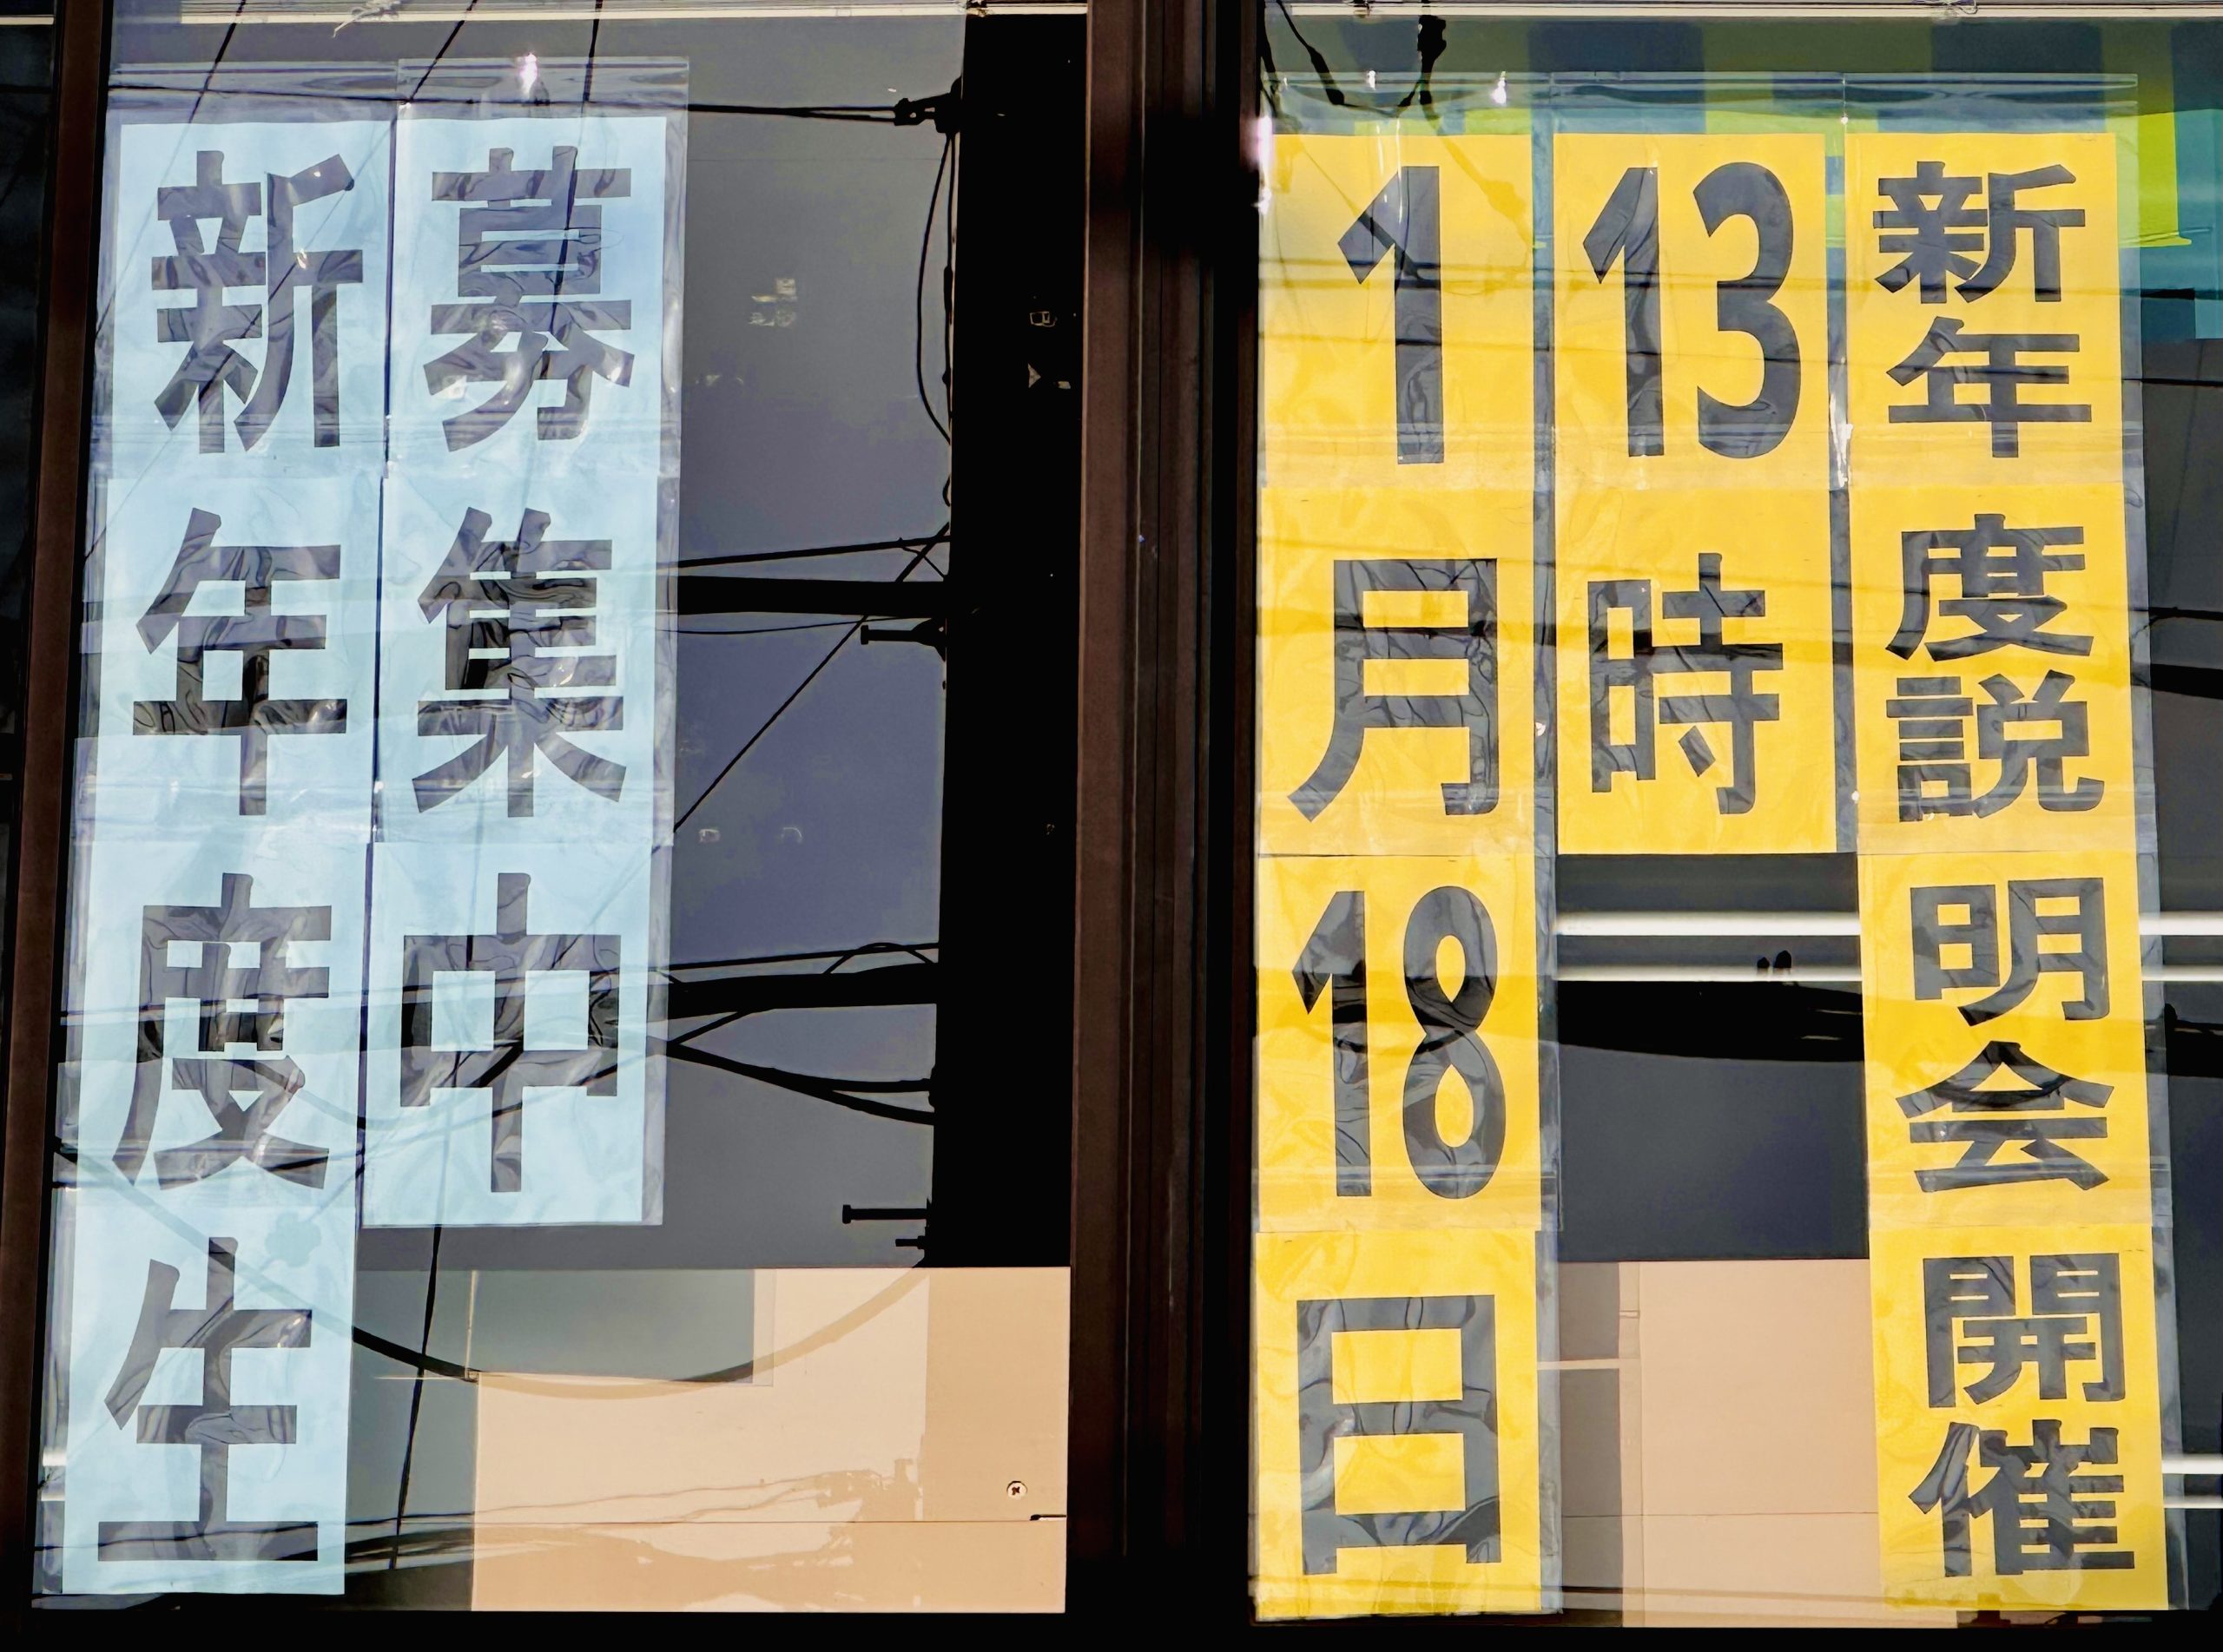 新年度生
募集中
1月18日
13時
新年度説明会開催